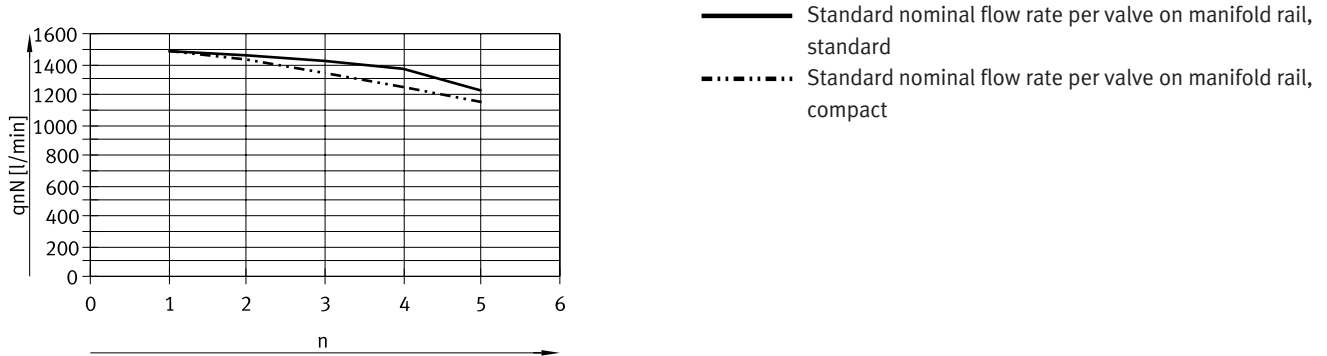 1600
1400
1200
1000
800
600
400
200
0
qnN [l/min]
0 1 2 3 4 5 6
n
Standard nominal flow rate per valve on manifold rail,
standard
Standard nominal flow rate per valve on manifold rail,
compact